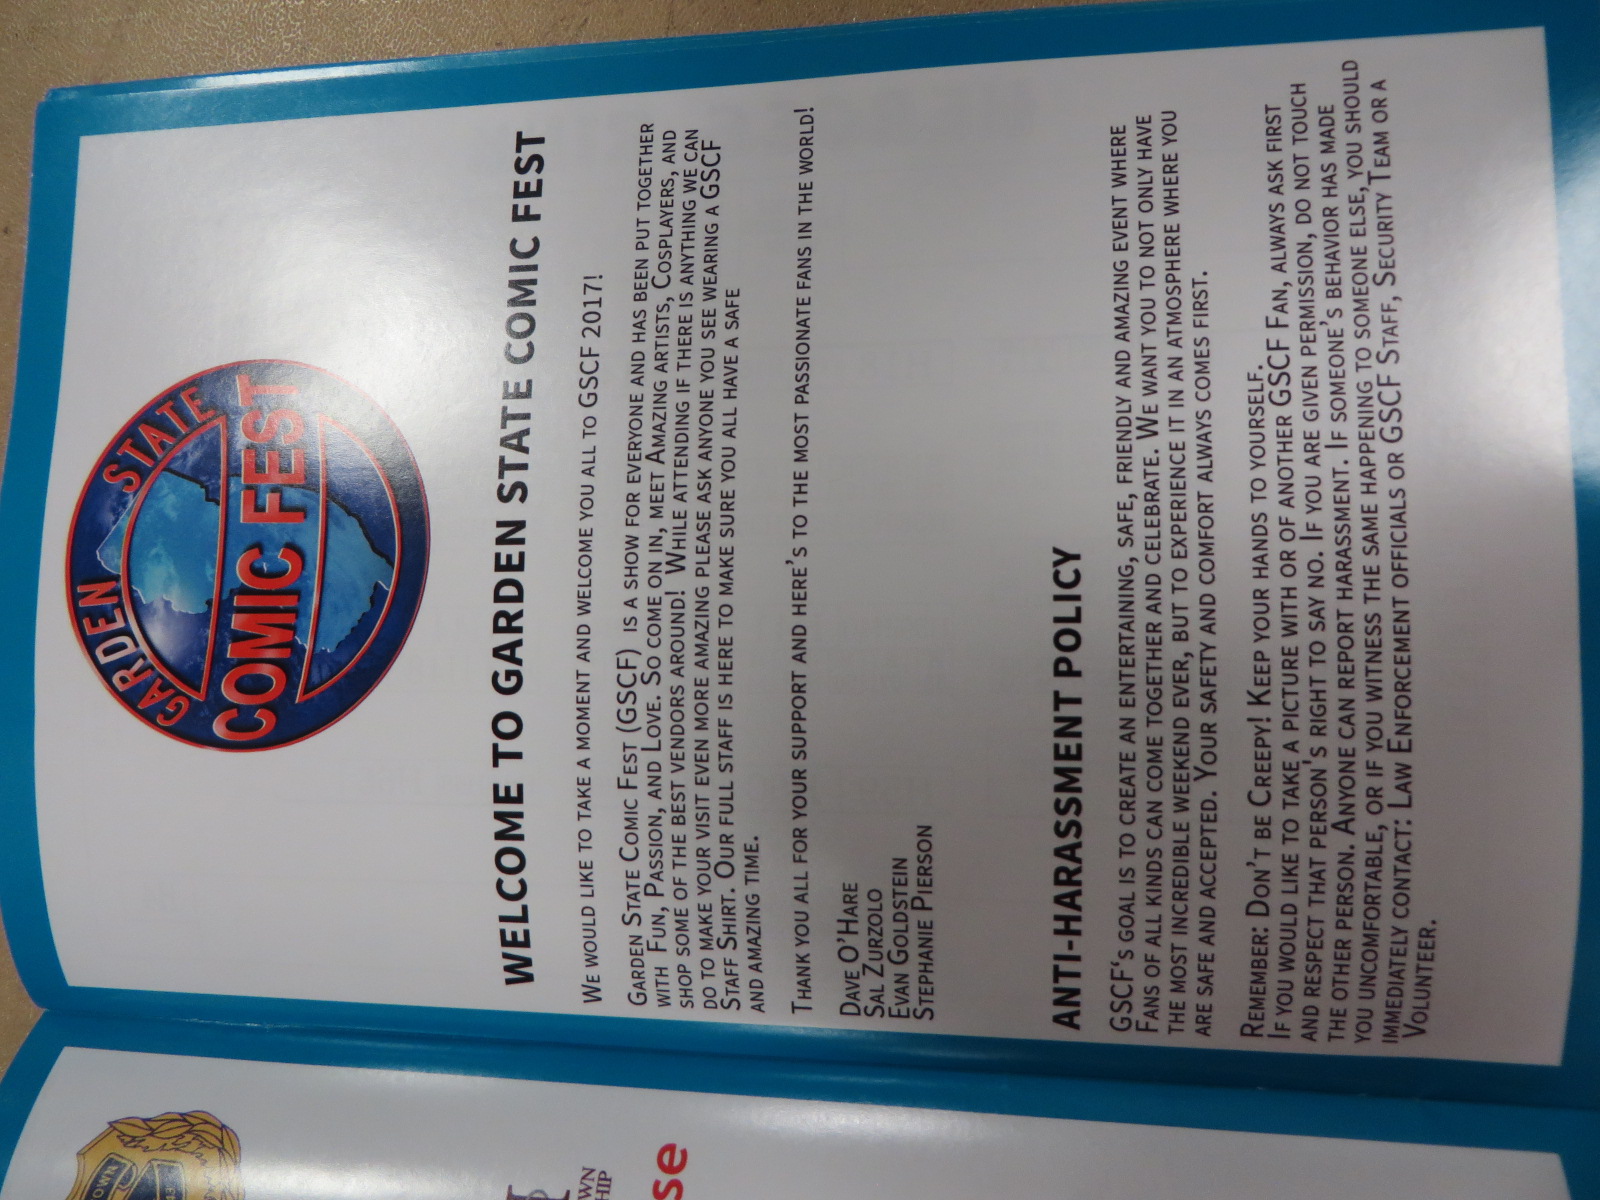 GARDEN STATE
COMIC FEST
WELCOME TO GARDEN STATE COMIC FEST
WE WOULD LIKE TO TAKE A MOMENT AND WELCOME YOU ALL TO GSCF 2017!
GARDEN STATE COMIC FEST (GSCF) IS A SHOW FOR EVERYONE AND HAS BEEN PUT TOGETHER
WITH FUN, PASSION, AND LOVE. SO COME ON IN, MEET AMAZING ARTISTS, COSPLAYERS, AND
SHOP SOME OF THE BEST VENDORS AROUND! WHILE ATTENDING IF THERE IS ANYTHING WE CAN
DO TO MAKE YOUR VISIT EVEN MORE AMAZING PLEASE ASK ANYONE YOU SEE WEARING A GSCF
STAFF SHIRT. OUR FULL STAFF IS HERE TO MAKE SURE YOU ALL HAVE A SAFE
AND AMAZING TIME.
THANK YOU ALL FOR YOUR SUPPORT AND HERE'S TO THE MOST PASSIONATE FANS IN THE WORLD!
DAVE O'HARE
SAL ZURZOLO
EVAN GOLDSTEIN
STEPHANIE PIERSON
ANTI-HARASSMENT POLICY
GSCF‘S GOAL IS TO CREATE AN ENTERTAINING, SAFE, FRIENDLY AND AMAZING EVENT WHERE
FANS OF ALL KINDS CAN COME TOGETHER AND CELEBRATE. WE WANT YOU TO NOT ONLY HAVE
THE MOST INCREDIBLE WEEKEND EVER, BUT TO EXPERIENCE IT IN AN ATMOSPHERE WHERE YOU
ARE SAFE AND ACCEPTED. YOUR SAFETY AND COMFORT ALWAYS COMES FIRST.
REMEMBER: DON'T BE CREEPY! KEEP YOUR HANDS TO YOURSELF.
IF YOU WOULD LIKE TO TAKE A PICTURE WITH OR OF ANOTHER GSCF FAN, ALWAYS ASK FIRST
AND RESPECT THAT PERSON'S RIGHT TO SAY NO. IF YOU ARE GIVEN PERMISSION, DO NOT TOUCH
THE OTHER PERSON. ANYONE CAN REPORT HARASSMENT. IF SOMEONE'S BEHAVIOR HAS MADE
YOU UNCOMFORTABLE, OR IF YOU WITNESS THE SAME HAPPENING TO SOMEONE ELSE, YOU SHOULD
IMMEDIATELY CONTACT: LAW ENFORCEMENT OFFICIALS OR GSCF STAFF, SECURITY TEAM OR A
VOLUNTEER.
OWN
WN
HIP
se